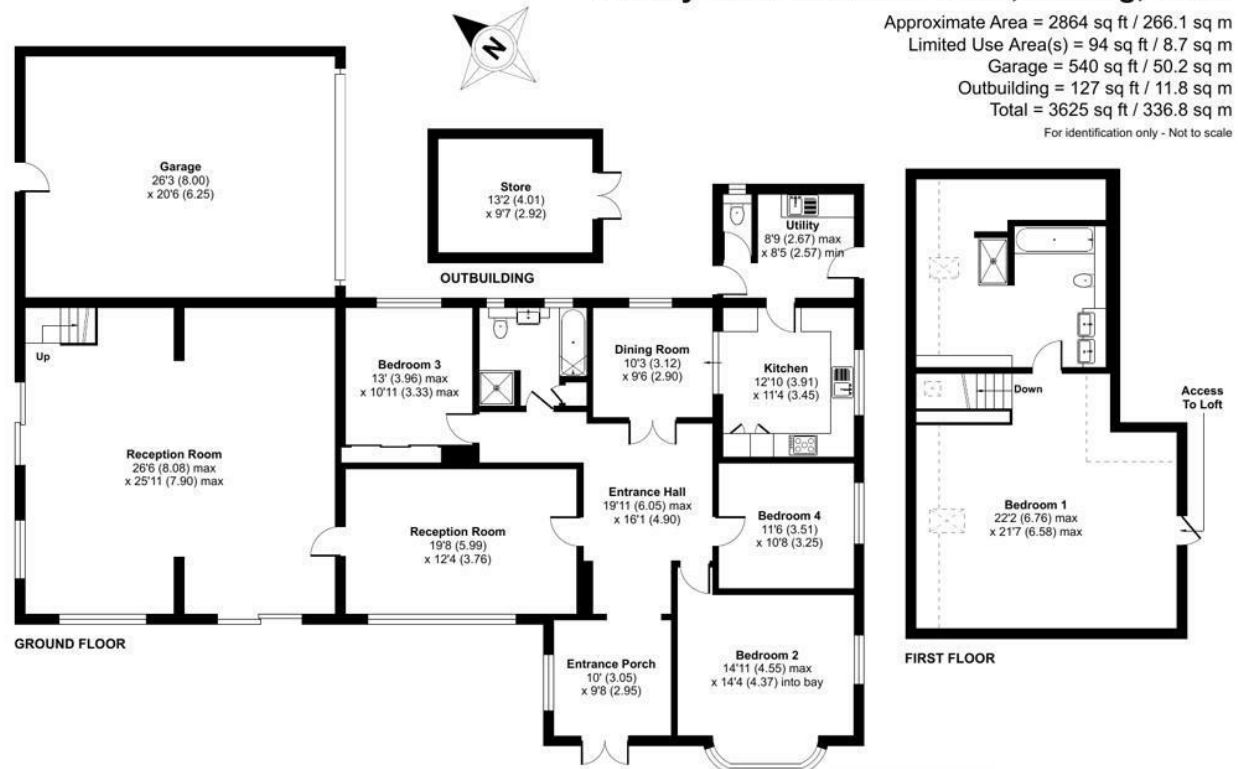 Approximate Area = 2864 sq ft / 266.1 sq m
Limited Use Area(s) = 94 sq ft / 8.7 sq m
Garage = 540 sq ft / 50.2 sq m
Outbuilding = 127 sq ft / 11.8 sq m
Total = 3625 sq ft / 336.8 sq m
For identification only - Not to scale
N
Garage
26'3 (8.00)
x 20'6 (6.25)
Store
13'2 (4.01)
x 9'7 (2.92)
OUTBUILDING
Utility
8'9 (2.67) max
x 8'5 (2.57) min
Up
Bedroom 3
13' (3.96) max
x 10'11 (3.33) max
Dining Room
10'3 (3.12)
x 9'6 (2.90)
Kitchen
12'10 (3.91)
x 11'4 (3.45)
Reception Room
26'6 (8.08) max
x 25'11 (7.90) max
Reception Room
19'8 (5.99)
x 12'4 (3.76)
Entrance Hall
19'11 (6.05) max
x 16'1 (4.90)
Bedroom 4
11'6 (3.51)
x 10'8 (3.25)
Entrance Porch
10' (3.05)
x 9'8 (2.95)
Bedroom 2
14'11 (4.55) max
x 14'4 (4.37) into bay
GROUND FLOOR
Down
Access
To Loft
Bedroom 1
22'2 (6.76) max
x 21'7 (6.58) max
FIRST FLOOR